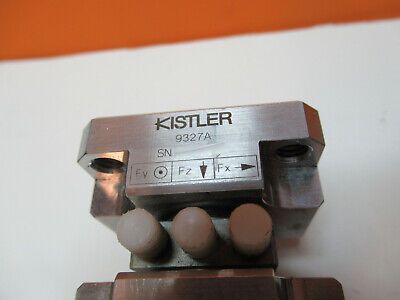 KISTLER
9327A
SN
Fy Fz Fx